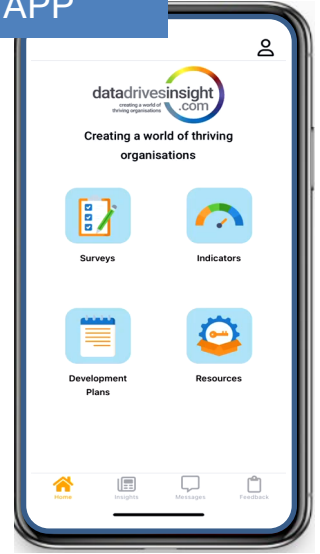 APP
datadrivesinsight
creating a world of
thriving organisations
.com
Creating a world of thriving
organisations
Surveys
Indicators
Development
Plans
Resources
Home
Insights
Messages
Feedback